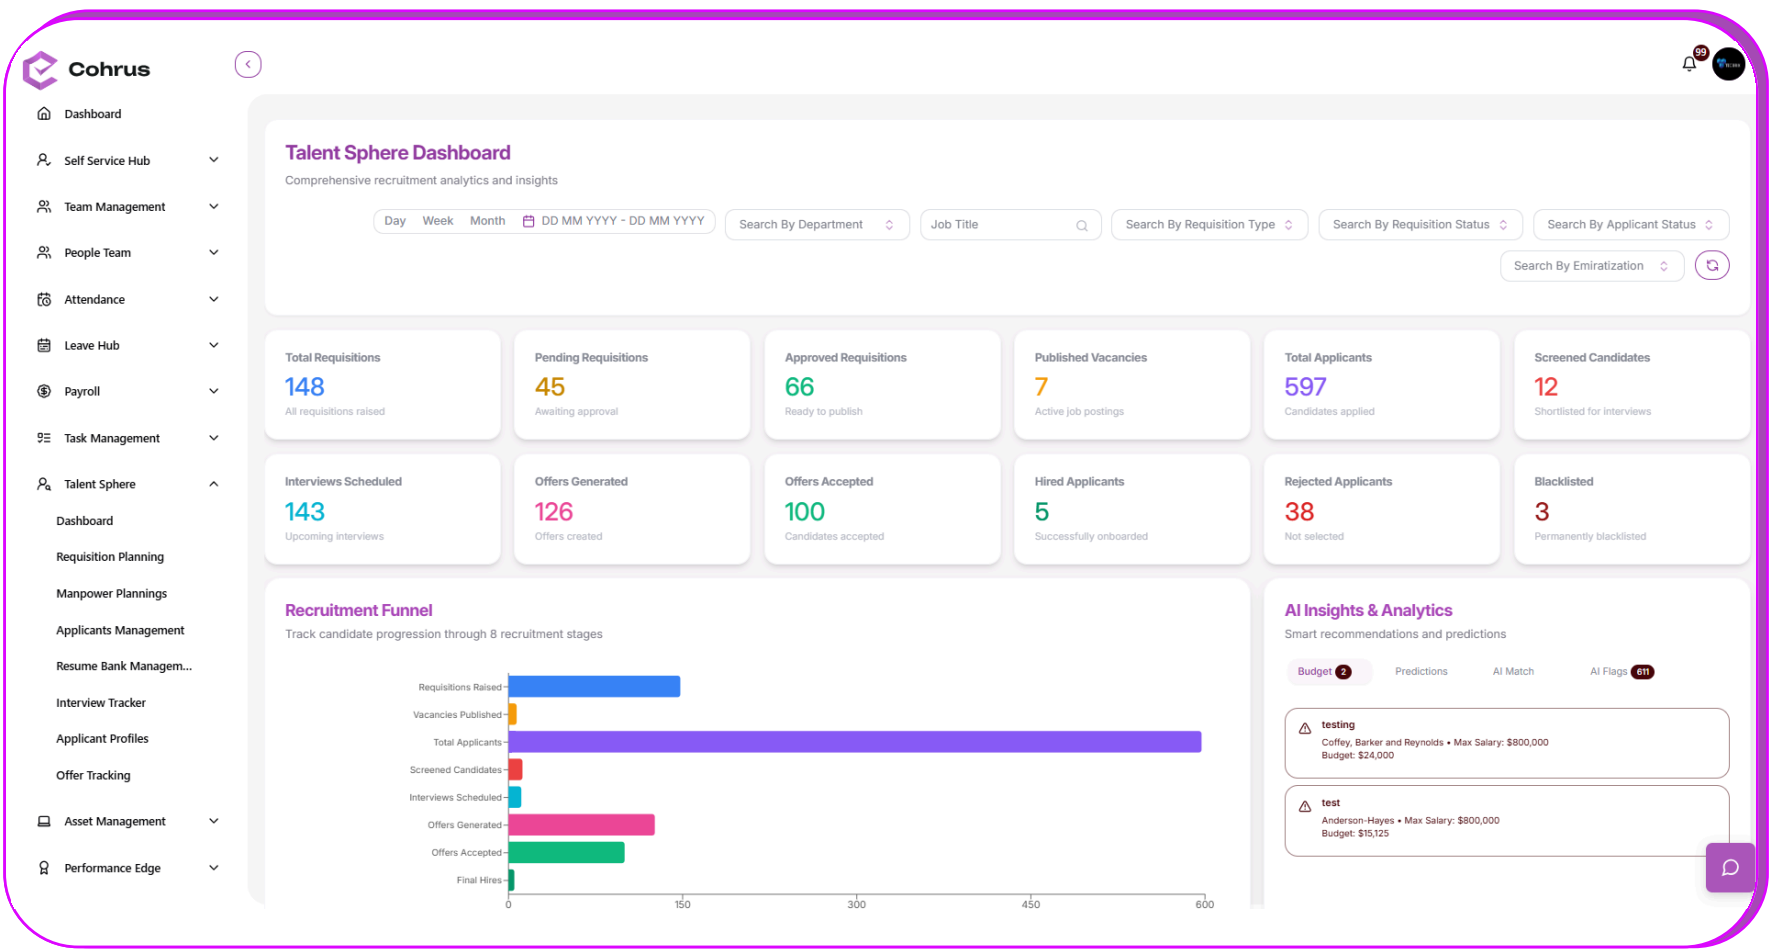 Cohrus
99
Dashboard
Self Service Hub
Team Management
People Team
Attendance
Leave Hub
Payroll
Task Management
Talent Sphere
Dashboard
Requisition Planning
Manpower Plannings
Applicants Management
Resume Bank Managem...
Interview Tracker
Applicant Profiles
Offer Tracking
Asset Management
Performance Edge
Talent Sphere Dashboard
Comprehensive recruitment analytics and insights
Day Week Month DD MM YYYY - DD MM YYYY Search By Department Job Title Search By Requisition Type Search By Requisition Status Search By Applicant Status
Search By Emiratization
Total Requisitions
148
All requisitions raised
Pending Requisitions
45
Awaiting approval
Approved Requisitions
66
Ready to publish
Published Vacancies
7
Active job postings
Total Applicants
597
Candidates applied
Screened Candidates
12
Shortlisted for interviews
Interviews Scheduled
143
Upcoming interviews
Offers Generated
126
Offers created
Offers Accepted
100
Candidates accepted
Hired Applicants
5
Successfully onboarded
Rejected Applicants
38
Not selected
Blacklisted
3
Permanently blacklisted
Recruitment Funnel
Track candidate progression through 8 recruitment stages
Requisitions Raised
Vacancies Published
Total Applicants
Screened Candidates
Interviews Scheduled
Offers Generated
Offers Accepted
Final Hires
0 150 300 450 600
AI Insights & Analytics
Smart recommendations and predictions
Budget 2 Predictions AI Match AI Flags 611
testing
Coffey, Barker and Reynolds • Max Salary: $800,000
Budget: $24,000
test
Anderson-Hayes • Max Salary: $800,000
Budget: $15,125